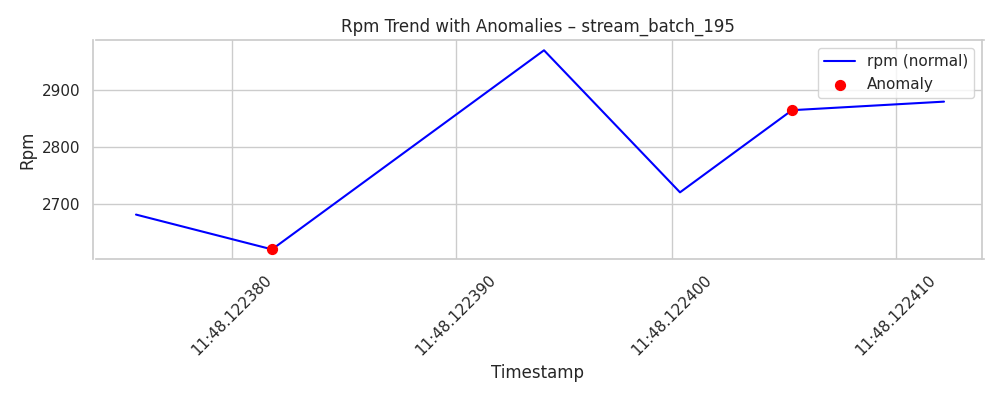 Rpm Trend with Anomalies – stream_batch_195
rpm (normal)
Anomaly
Rpm
2900
2800
2700
11:48.122380
11:48.122390
11:48.122400
11:48.122410
Timestamp